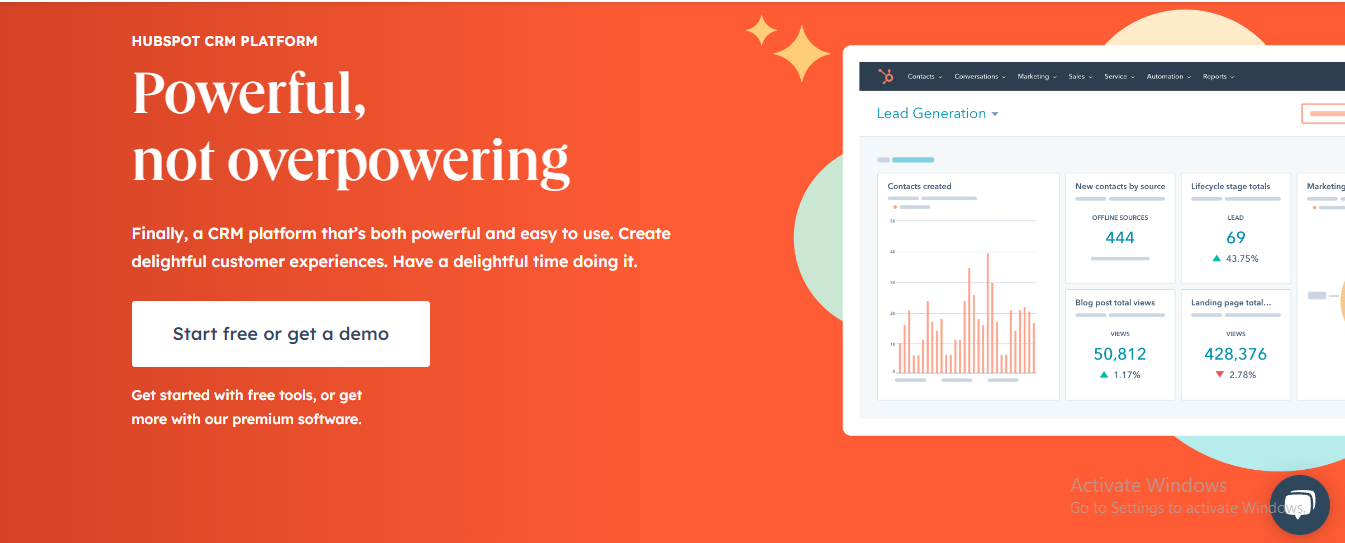 HUBSPOT CRM PLATFORM
Powerful,
not overpowering
Finally, a CRM platform that's both powerful and easy to use. Create
delightful customer experiences. Have a delightful time doing it.
Start free or get a demo
Get started with free tools, or get
more with our premium software.
Contacts Conversations Marketing Sales Service Automation Reports
Lead Generation
Contacts created
50
40
30
20
10
0
New contacts by source
OFFLINE SOURCES
444
Lifecycle stage totals
LEAD
69
43.75%
Marketing
Blog post total views
VIEWS
50,812
1.17%
Landing page total...
VIEWS
428,376
2.78%
Activate Windows
Go to Settings to activate Windows.